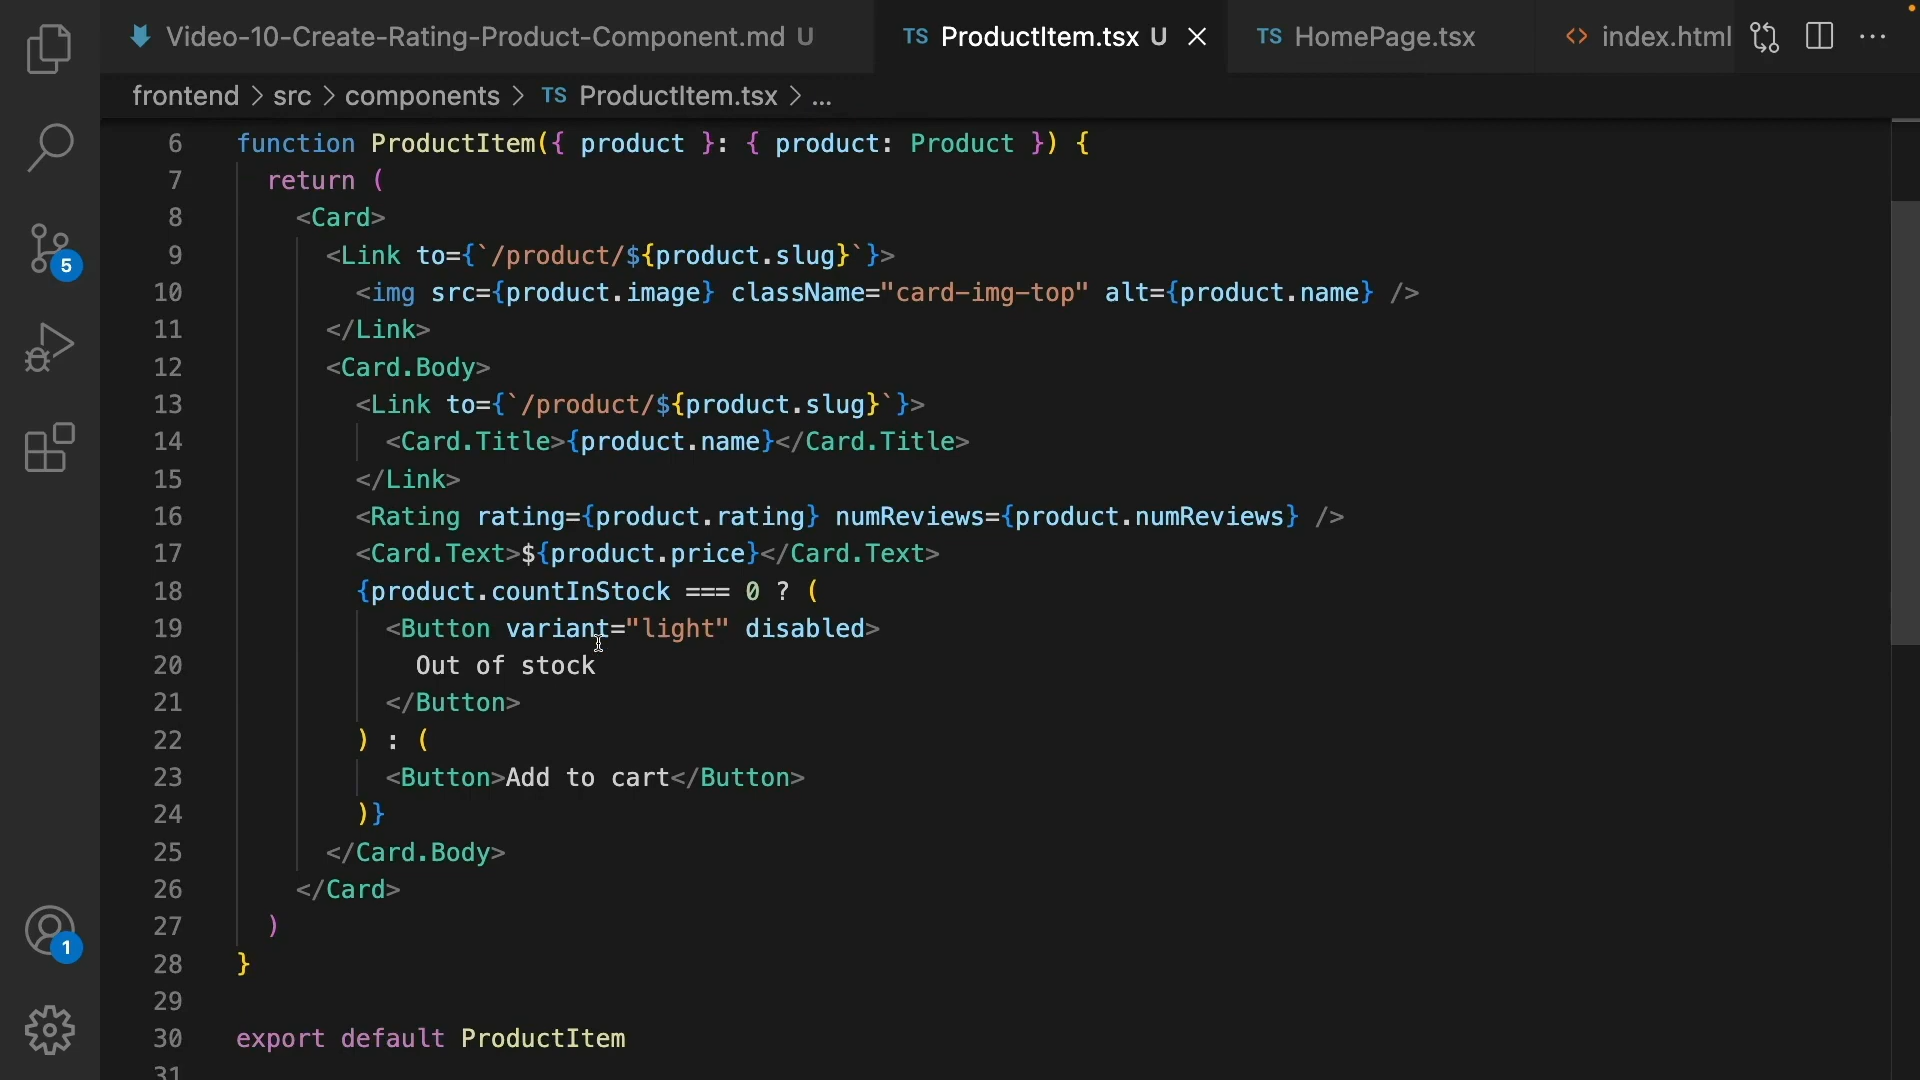 Video-10-Create-Rating-Product-Component.md U TS ProductItem.tsx U TS HomePage.tsx <> index.html
frontend > src > components > TS ProductItem.tsx > ...
6 function ProductItem({ product }: { product: Product }) {
7 return (
8 <Card>
9 <Link to={`/product/${product.slug}`}>
10 <img src={product.image} className="card-img-top" alt={product.name} />
11 </Link>
12 <Card.Body>
13 <Link to={`/product/${product.slug}`}>
14 <Card.Title>{product.name}</Card.Title>
15 </Link>
16 <Rating rating={product.rating} numReviews={product.numReviews} />
17 <Card.Text>${product.price}</Card.Text>
18 {product.countInStock === 0 ? (
19 <Button variant="light" disabled>
20 Out of stock
21 </Button>
22 ) : (
23 <Button>Add to cart</Button>
24 )}
25 </Card.Body>
26 </Card>
27 )
28 }
29
30 export default ProductItem
31
5
1